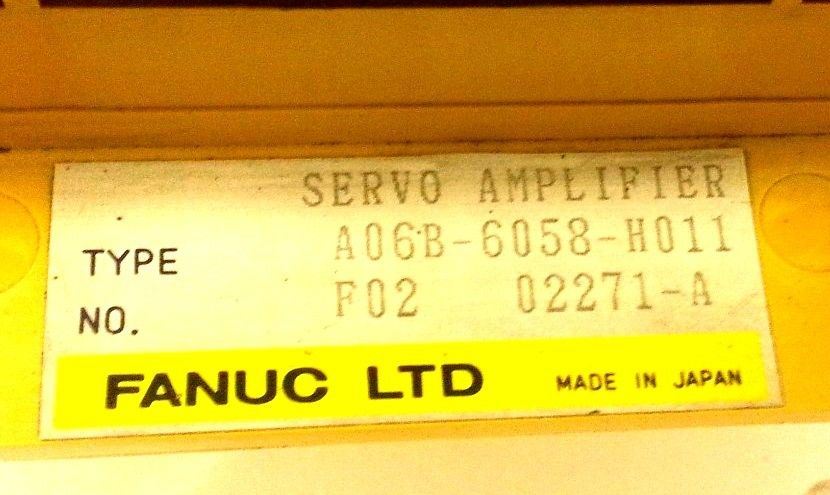 SERVO AMPLIFIER
TYPE A06B-6058-H011
NO. F02 02271-A
FANUC LTD MADE IN JAPAN